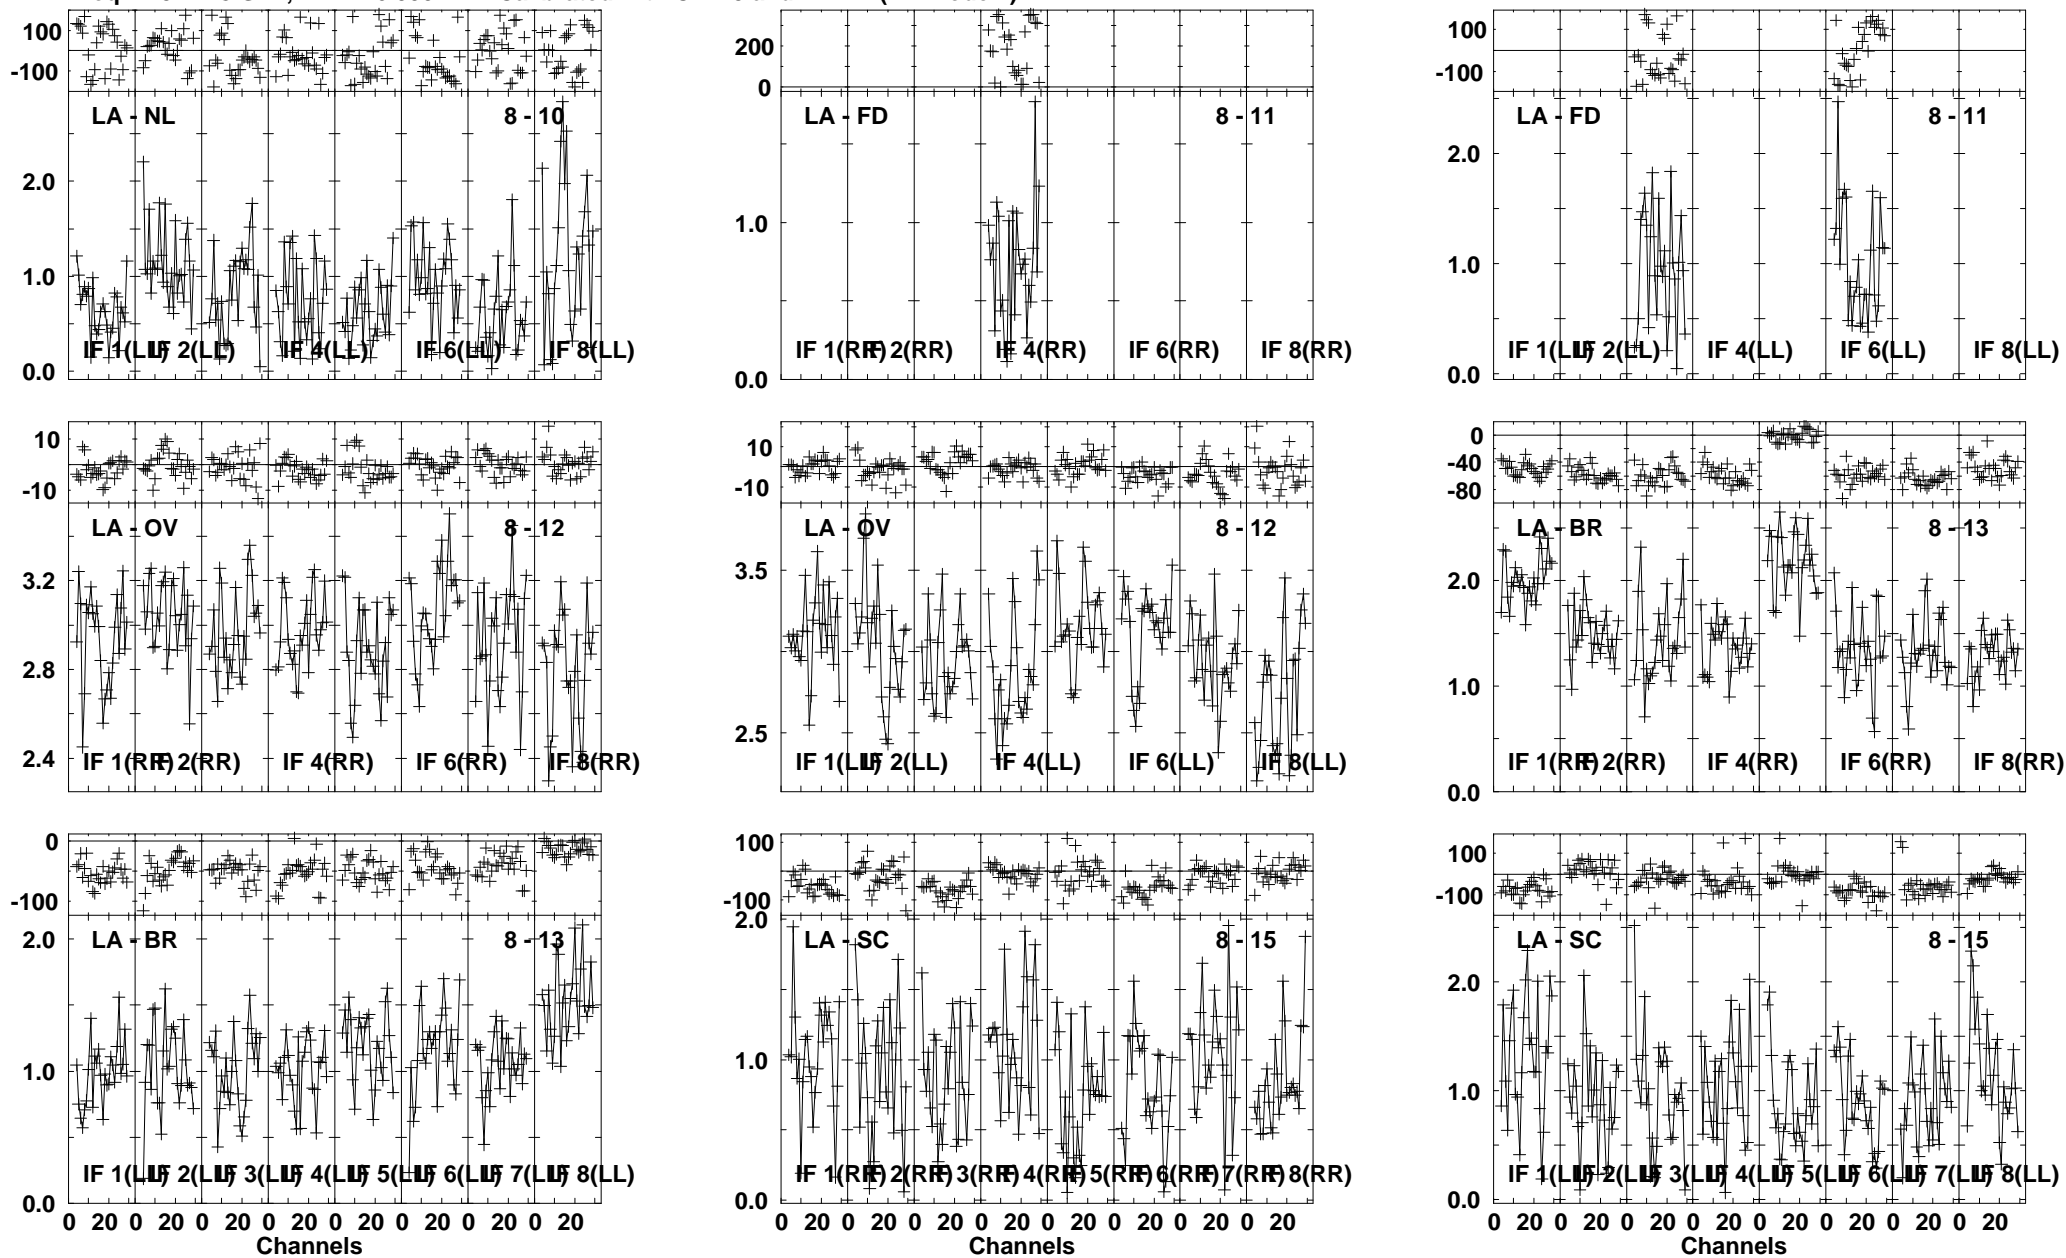 100
-100
LA - NL 8 - 10
2.0
1.0
0.0
IF 1(LL) IF 2(LL) IF 4(LL) IF 6(LL) IF 8(LL)
200
0
LA - FD 8 - 11
1.0
0.0
IF 1(RR) IF 2(RR) IF 4(RR) IF 6(RR) IF 8(RR)
100
-100
LA - FD 8 - 11
2.0
1.0
0.0
IF 1(LL) IF 2(LL) IF 4(LL) IF 6(LL) IF 8(LL)
10
-10
LA - OV 8 - 12
3.2
2.8
2.4
IF 1(RR) IF 2(RR) IF 4(RR) IF 6(RR) IF 8(RR)
10
-10
LA - OV 8 - 12
3.5
2.5
IF 1(LL) IF 2(LL) IF 4(LL) IF 6(LL) IF 8(LL)
0
-40
-80
LA - BR 8 - 13
2.0
1.0
0.0
IF 1(RR) IF 2(RR) IF 4(RR) IF 6(RR) IF 8(RR)
0
-100
LA - BR 8 - 13
2.0
1.0
0.0
IF 1(LL) IF 2(LL) IF 3(LL) IF 4(LL) IF 5(LL) IF 6(LL) IF 7(LL) IF 8(LL)
0 20 0 20 0 20 0 20 0 20 0 20 0 20 0 20
Channels
100
-100
2.0
LA - SC 8 - 15
1.0
0.0
IF 1(RR) IF 2(RR) IF 3(RR) IF 4(RR) IF 5(RR) IF 6(RR) IF 7(RR) IF 8(RR)
0 20 0 20 0 20 0 20 0 20 0 20 0 20 0 20
Channels
100
-100
LA - SC 8 - 15
2.0
1.0
0.0
IF 1(LL) IF 2(LL) IF 3(LL) IF 4(LL) IF 5(LL) IF 6(LL) IF 7(LL) IF 8(LL)
0 20 0 20 0 20 0 20 0 20 0 20 0 20 0 20
Channels